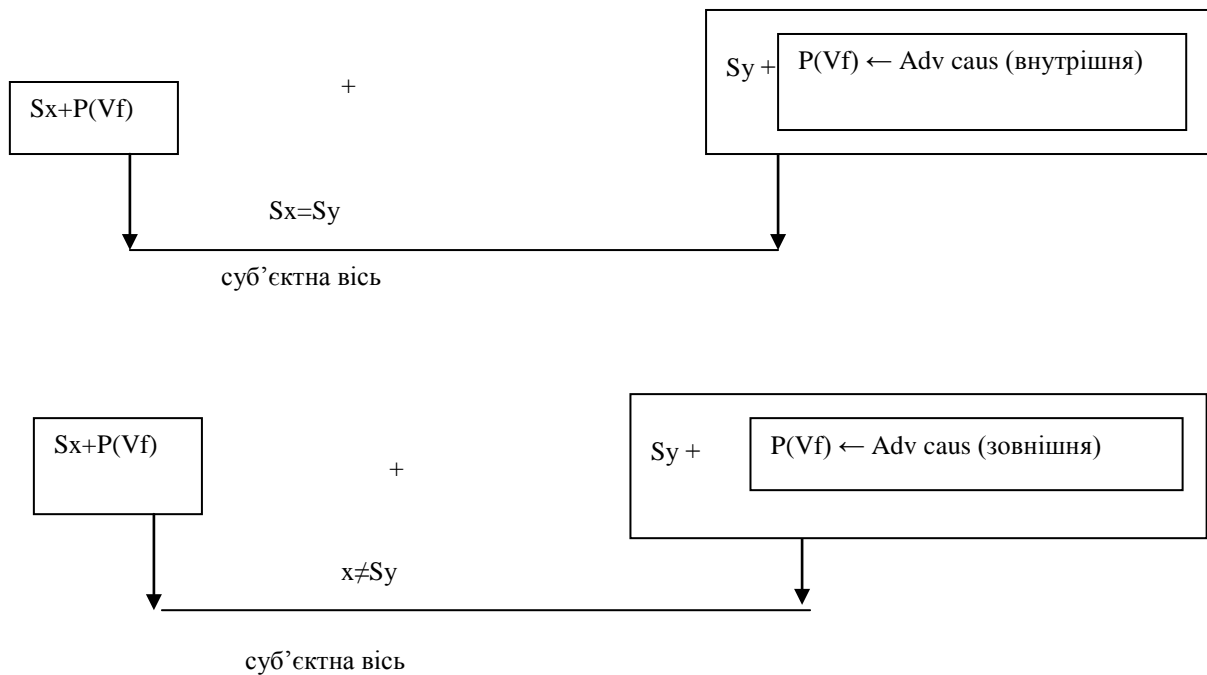 Sy + P(Vf) ← Adv caus (внутрішня)
+
Sx+P(Vf)
Sx=Sy
суб’єктна вісь
Sx+P(Vf)
+
Sy + P(Vf) ← Adv caus (зовнішня)
x≠Sy
суб’єктна вісь